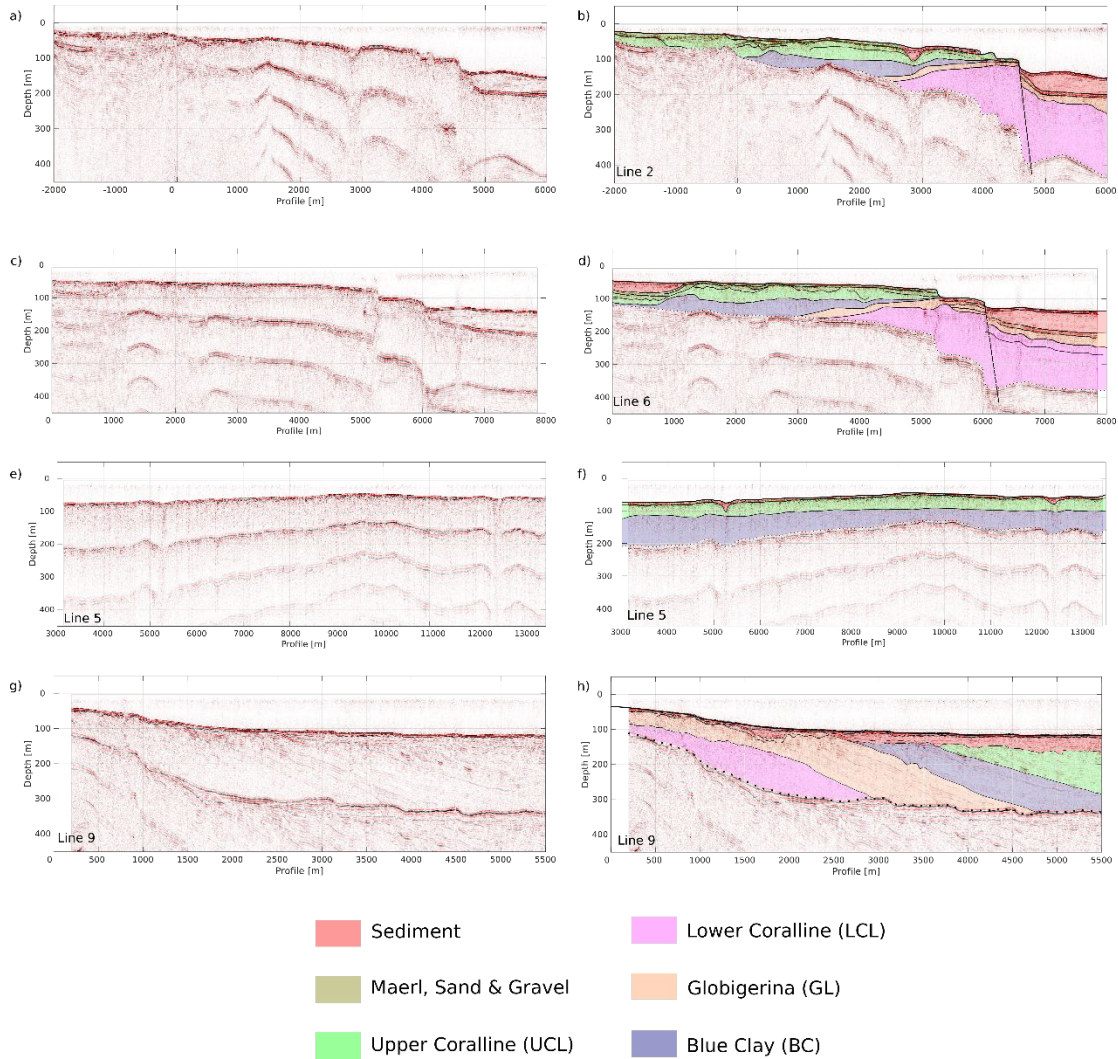 a)
b)
0
100
200
300
400
Depth [m]
-2000 -1000 0 1000 2000 3000 4000 5000 6000
Profile [m]
0
100
200
300
400
Depth [m]
Line 2
-2000 -1000 0 1000 2000 3000 4000 5000 6000
Profile [m]
c)
d)
0
100
200
300
400
Depth [m]
0 1000 2000 3000 4000 5000 6000 7000 8000
Profile [m]
0
100
200
300
400
Depth [m]
Line 6
0 1000 2000 3000 4000 5000 6000 7000 8000
Profile [m]
e)
f)
0
100
200
300
400
Depth [m]
Line 5
3000 4000 5000 6000 7000 8000 9000 10000 11000 12000 13000
Profile [m]
0
100
200
300
400
Depth [m]
Line 5
3000 4000 5000 6000 7000 8000 9000 10000 11000 12000 13000
Profile [m]
g)
h)
0
100
200
300
400
Depth [m]
Line 9
0 500 1000 1500 2000 2500 3000 3500 4000 4500 5000 5500
Profile [m]
0
100
200
300
400
Depth [m]
Line 9
0 500 1000 1500 2000 2500 3000 3500 4000 4500 5000 5500
Profile [m]
Sediment
Lower Coralline (LCL)
Maerl, Sand & Gravel
Globigerina (GL)
Upper Coralline (UCL)
Blue Clay (BC)